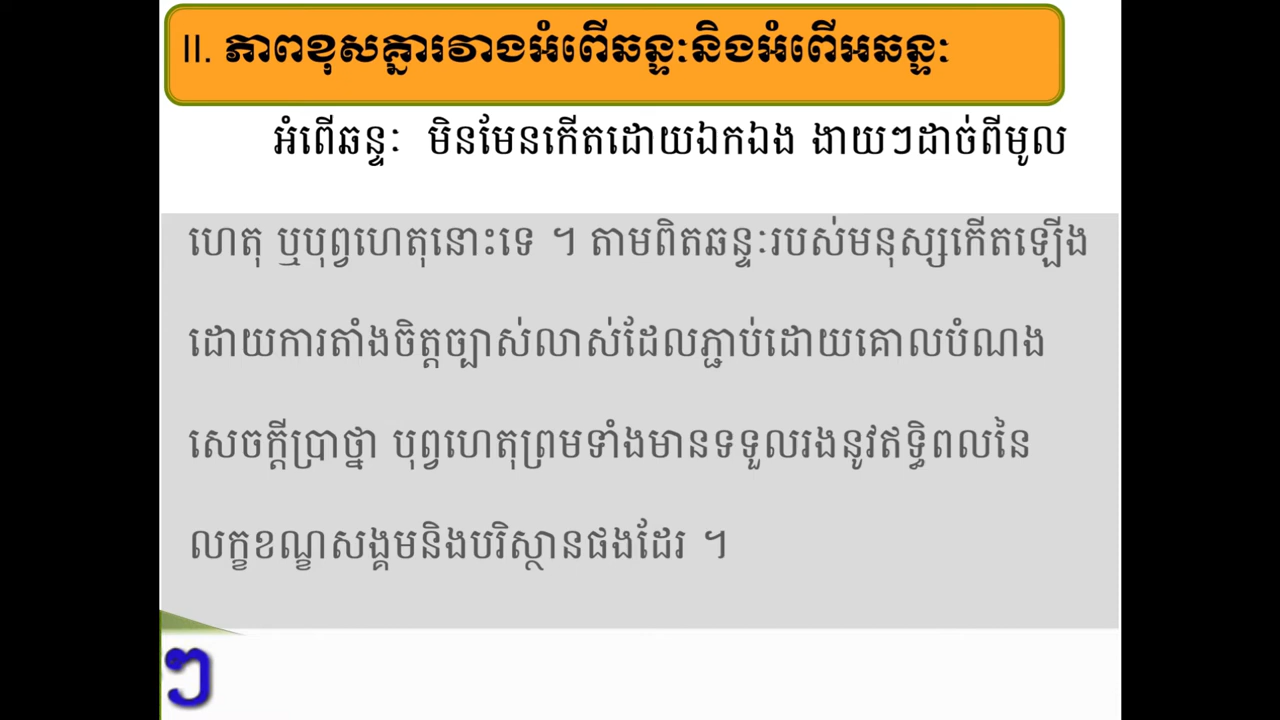 II. ភាពខុសគ្នារវាងអំពើឆន្ទៈនិងអំពើអឆន្ទៈ
អំពើឆន្ទៈ មិនមែនកើតដោយឯកឯង ងាយៗដាច់ពីមូល
ហេតុ ឬបុព្វហេតុនោះទេ ។ តាមពិតឆន្ទៈរបស់មនុស្សកើតឡើង
ដោយការតាំងចិត្តច្បាស់លាស់ដែលភ្ជាប់ដោយគោលបំណង
សេចក្តីប្រាថ្នា បុព្វហេតុព្រមទាំងមានទទួលរងនូវឥទ្ធិពលនៃ
លក្ខខណ្ឌសង្គមនិងបរិស្ថានផងដែរ ។
ៗ